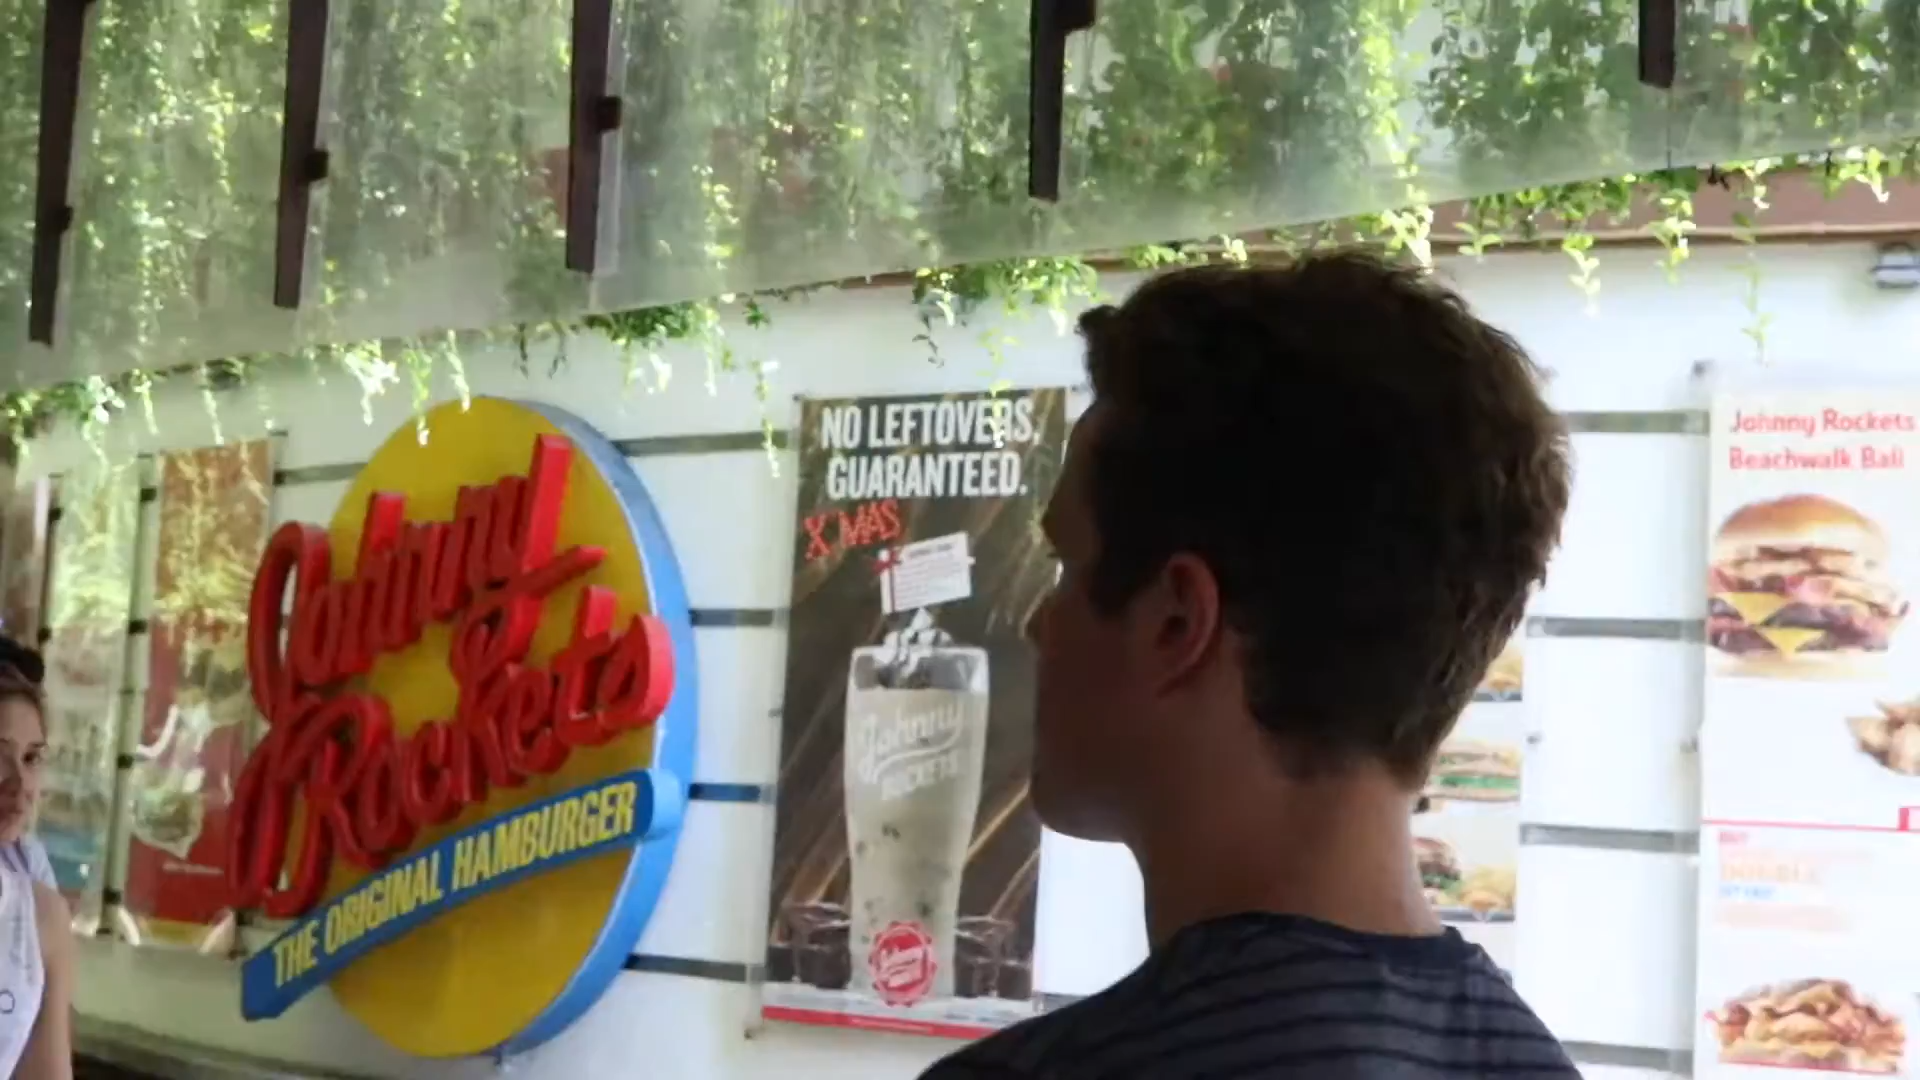 Johnny
Rockets
THE ORIGINAL HAMBURGER
NO LEFTOVERS,
GUARANTEED.
X'MAS
Johnny
ROCKETS
Johnny Rockets
Beachwalk Bali